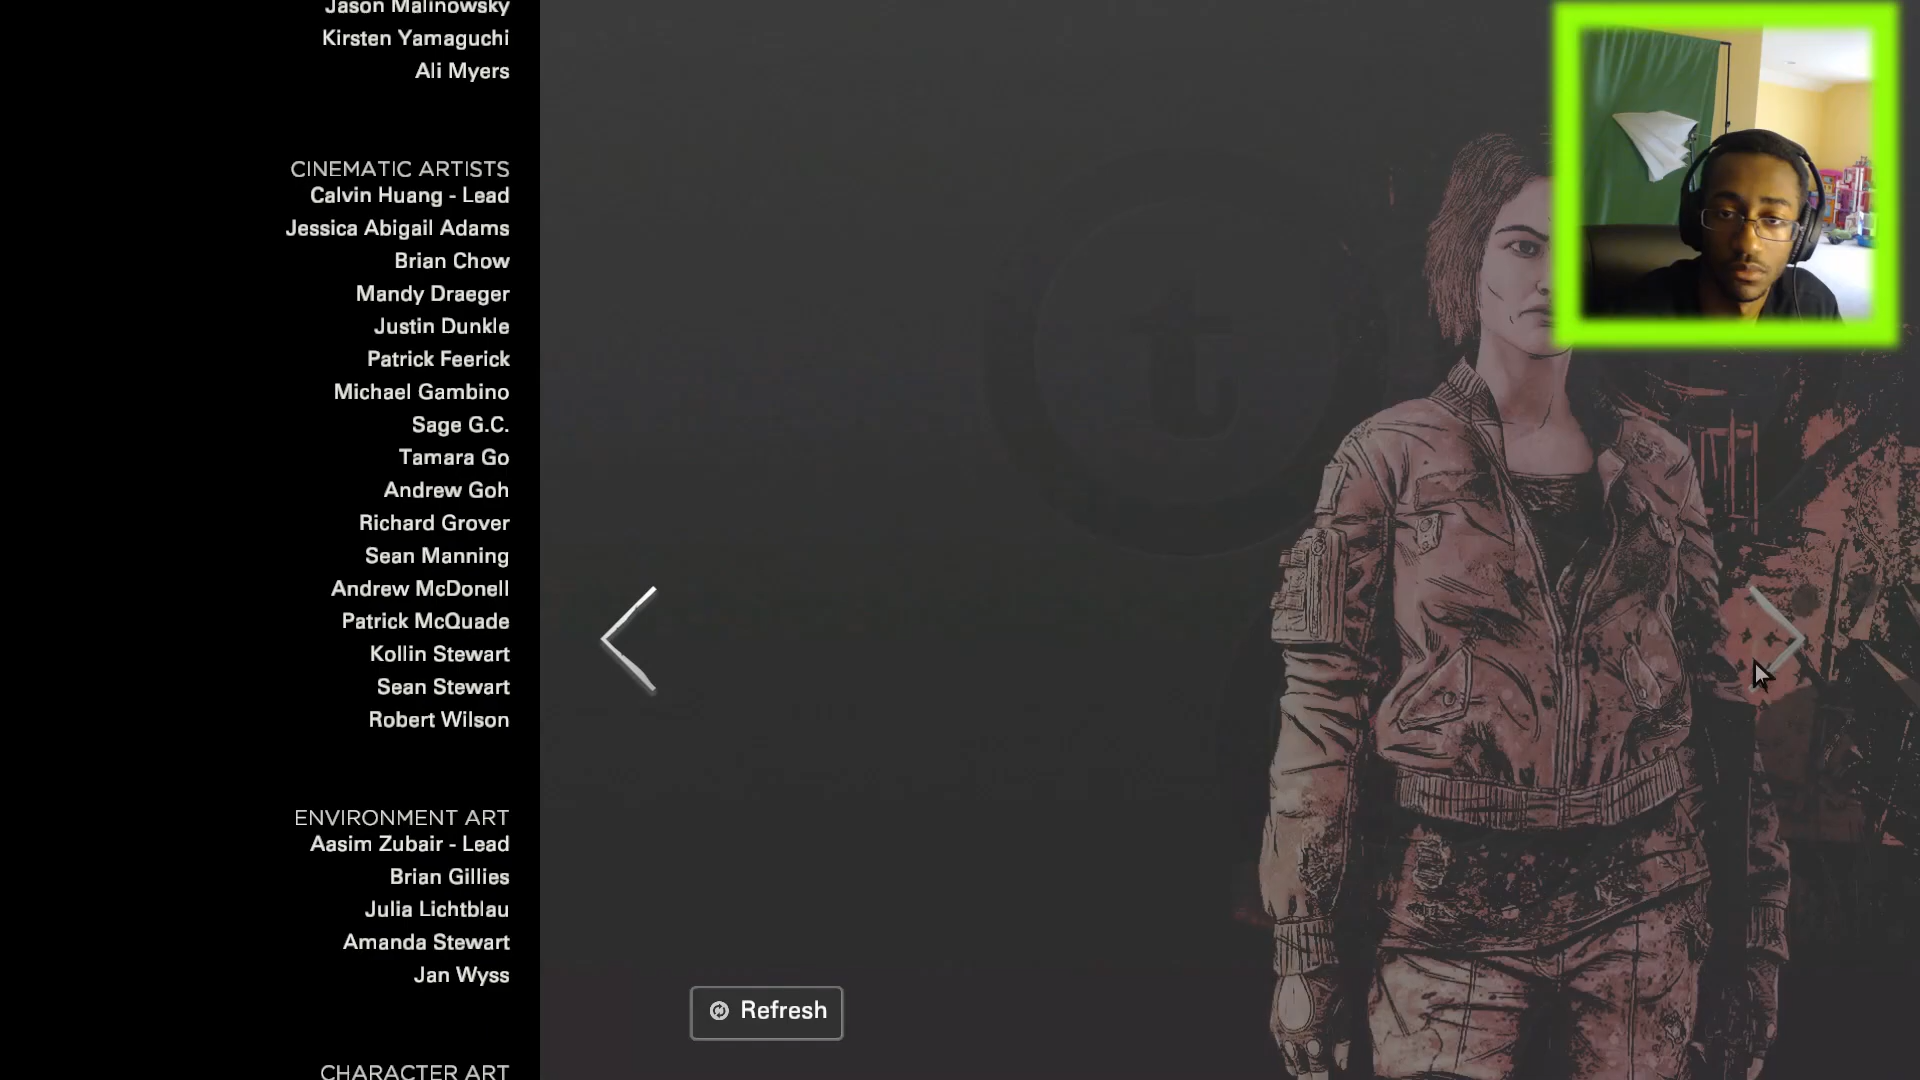 Jason Malinowsky
Kirsten Yamaguchi
Ali Myers
CINEMATIC ARTISTS
Calvin Huang - Lead
Jessica Abigail Adams
Brian Chow
Mandy Draeger
Justin Dunkle
Patrick Feerick
Michael Gambino
Sage G.C.
Tamara Go
Andrew Goh
Richard Grover
Sean Manning
Andrew McDonell
Patrick McQuade
Kollin Stewart
Sean Stewart
Robert Wilson
ENVIRONMENT ART
Aasim Zubair - Lead
Brian Gillies
Julia Lichtblau
Amanda Stewart
Jan Wyss
CHARACTER ART
t
Refresh